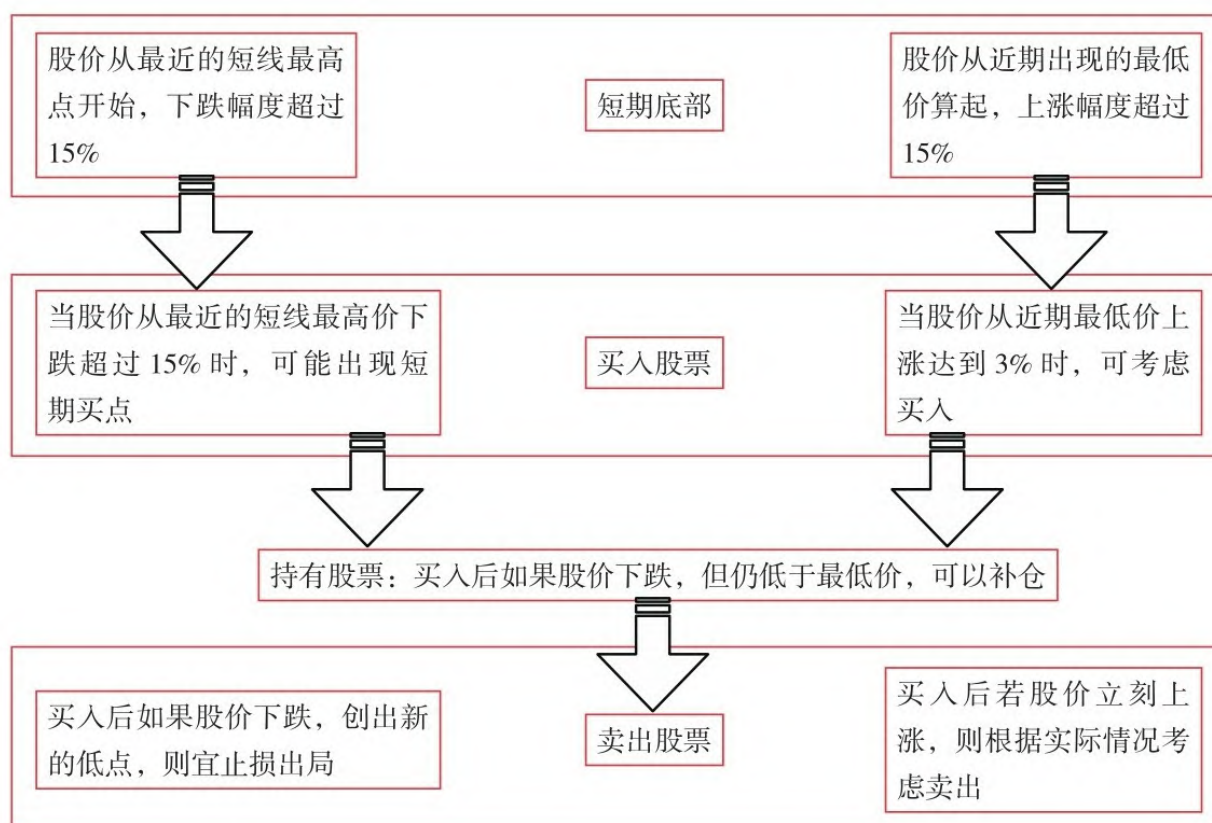 股价从最近的短线最高
点开始，下跌幅度超过
15%
短期底部
股价从近期出现的最低
价算起，上涨幅度超过
15%
当股价从最近的短线最高价下
跌超过 15% 时，可能出现短
期买点
买入股票
当股价从近期最低价上
涨达到 3% 时，可考虑
买入
持有股票：买入后如果股价下跌，但仍低于最低价，可以补仓
买入后如果股价下跌，创出新
的低点，则宜止损出局
卖出股票
买入后若股价立刻上
涨，则根据实际情况考
虑卖出